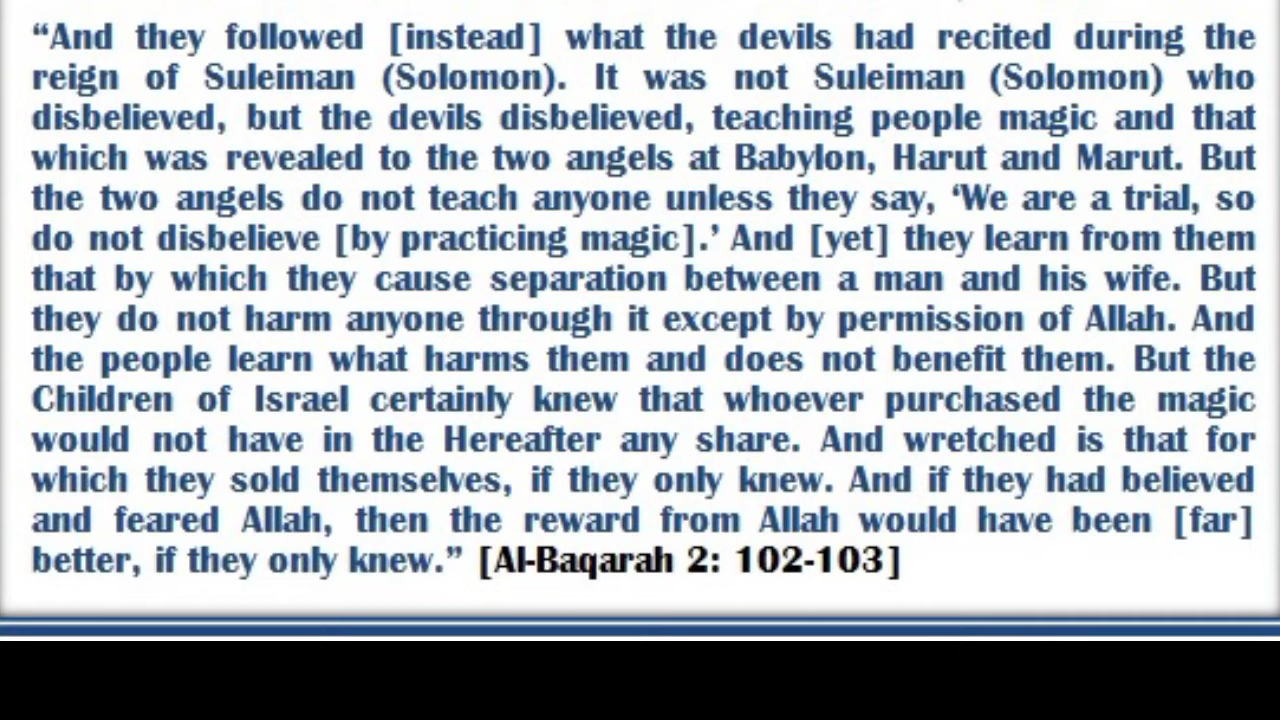 “And they followed [instead] what the devils had recited during the
reign of Suleiman (Solomon). It was not Suleiman (Solomon) who
disbelieved, but the devils disbelieved, teaching people magic and that
which was revealed to the two angels at Babylon, Harut and Marut. But
the two angels do not teach anyone unless they say, ‘We are a trial, so
do not disbelieve [by practicing magic].’ And [yet] they learn from them
that by which they cause separation between a man and his wife. But
they do not harm anyone through it except by permission of Allah. And
the people learn what harms them and does not benefit them. But the
Children of Israel certainly knew that whoever purchased the magic
would not have in the Hereafter any share. And wretched is that for
which they sold themselves, if they only knew. And if they had believed
and feared Allah, then the reward from Allah would have been [far]
better, if they only knew.” [Al-Baqarah 2: 102-103]